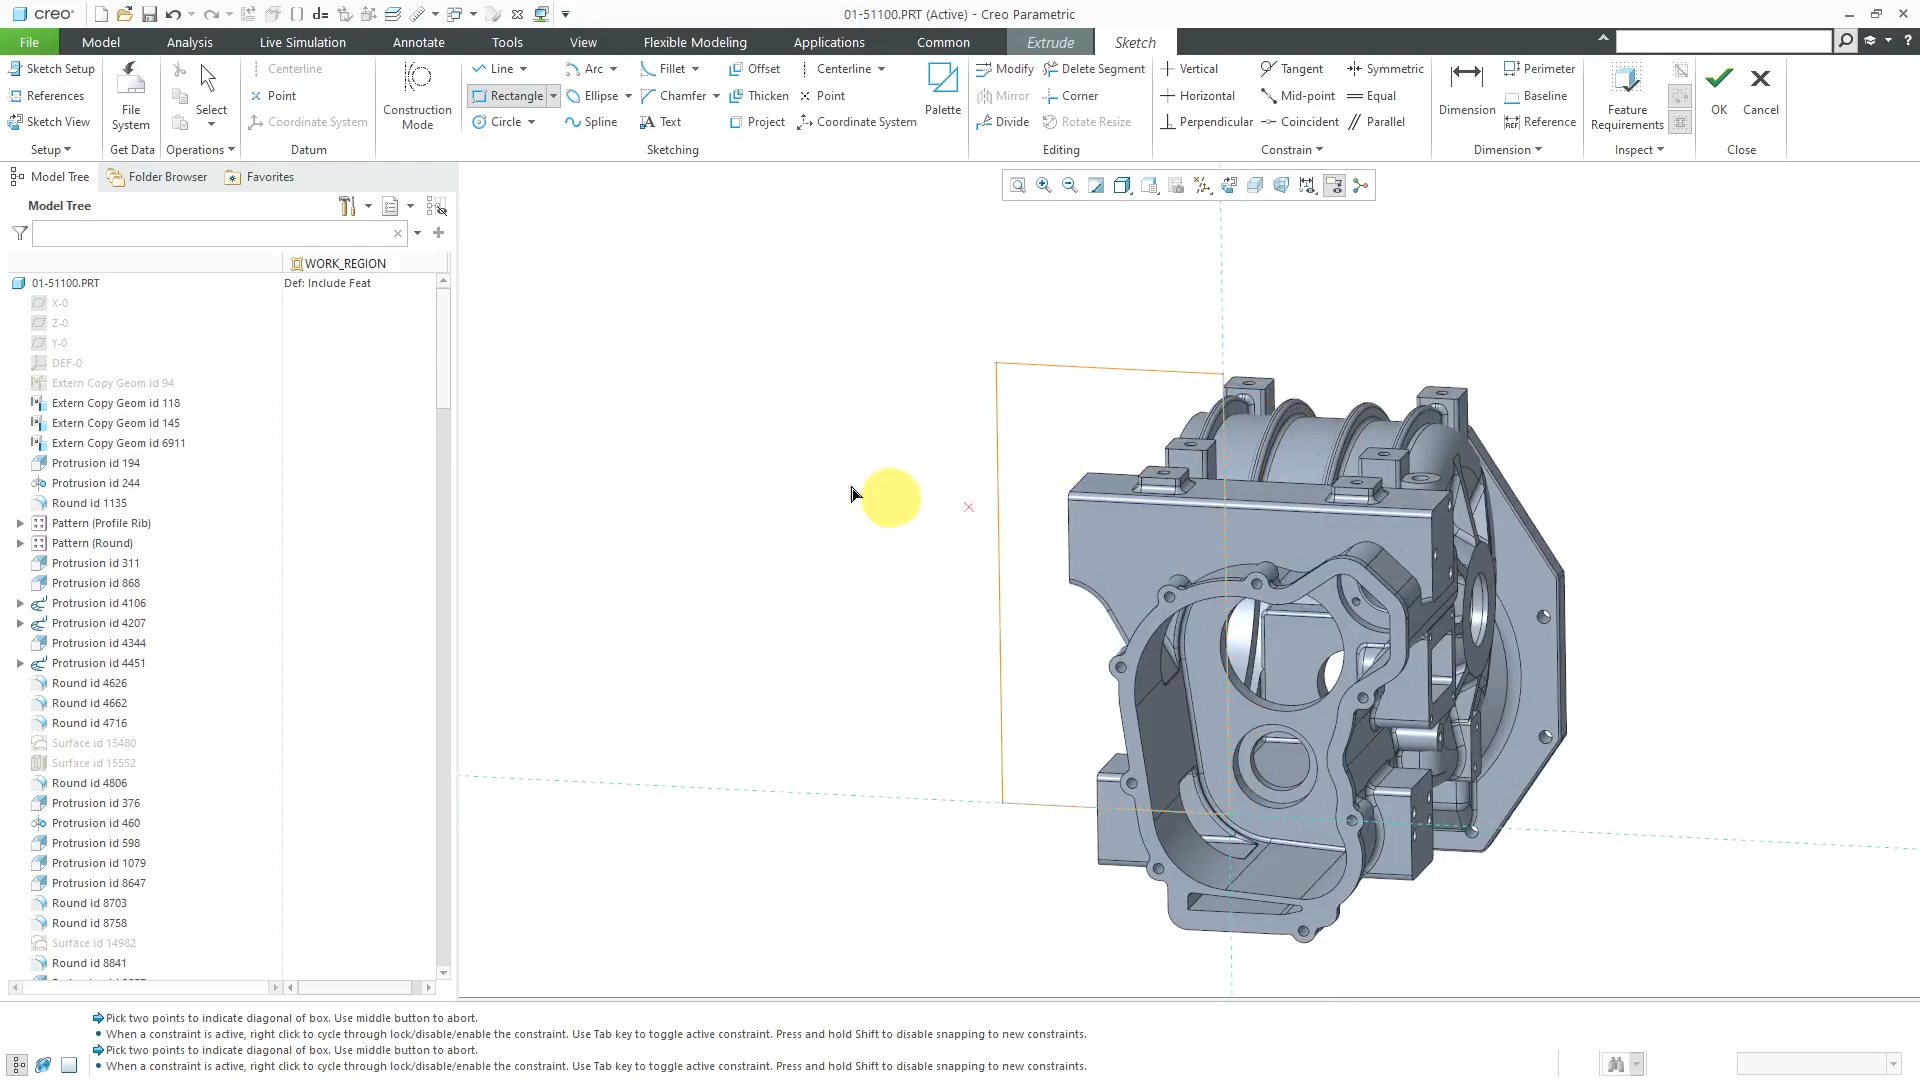 creo
01-51100.PRT (Active) - Creo Parametric
File
Model
Analysis
Live Simulation
Annotate
Tools
View
Flexible Modeling
Applications
Common
Extrude
Sketch
Sketch Setup
References
Sketch View
Setup
File System
Get Data
Select
Operations
Centerline
Point
Coordinate System
Datum
Construction Mode
Line
Rectangle
Circle
Arc
Ellipse
Spline
Fillet
Chamfer
Text
Offset
Thicken
Project
Centerline
Point
Coordinate System
Palette
Sketching
Modify
Mirror
Divide
Delete Segment
Corner
Rotate Resize
Editing
Vertical
Horizontal
Perpendicular
Tangent
Mid-point
Coincident
Symmetric
Equal
Parallel
Constrain
Dimension
Perimeter
Baseline
REF Reference
Dimension
Feature Requirements
Inspect
OK
Cancel
Close
Model Tree
Folder Browser
Favorites
Model Tree
WORK_REGION
01-51100.PRT
Def: Include Feat
X-0
Z-0
Y-0
DEF-0
Extern Copy Geom id 94
Extern Copy Geom id 118
Extern Copy Geom id 145
Extern Copy Geom id 6911
Protrusion id 194
Protrusion id 244
Round id 1135
Pattern (Profile Rib)
Pattern (Round)
Protrusion id 311
Protrusion id 868
Protrusion id 4106
Protrusion id 4207
Protrusion id 4344
Protrusion id 4451
Round id 4626
Round id 4662
Round id 4716
Surface id 15480
Surface id 15552
Round id 4806
Protrusion id 376
Protrusion id 460
Protrusion id 598
Protrusion id 1079
Protrusion id 8647
Round id 8703
Round id 8758
Surface id 14982
Round id 8841
Pick two points to indicate diagonal of box. Use middle button to abort.
• When a constraint is active, right click to cycle through lock/disable/enable the constraint. Use Tab key to toggle active constraint. Press and hold Shift to disable snapping to new constraints.
Pick two points to indicate diagonal of box. Use middle button to abort.
• When a constraint is active, right click to cycle through lock/disable/enable the constraint. Use Tab key to toggle active constraint. Press and hold Shift to disable snapping to new constraints.